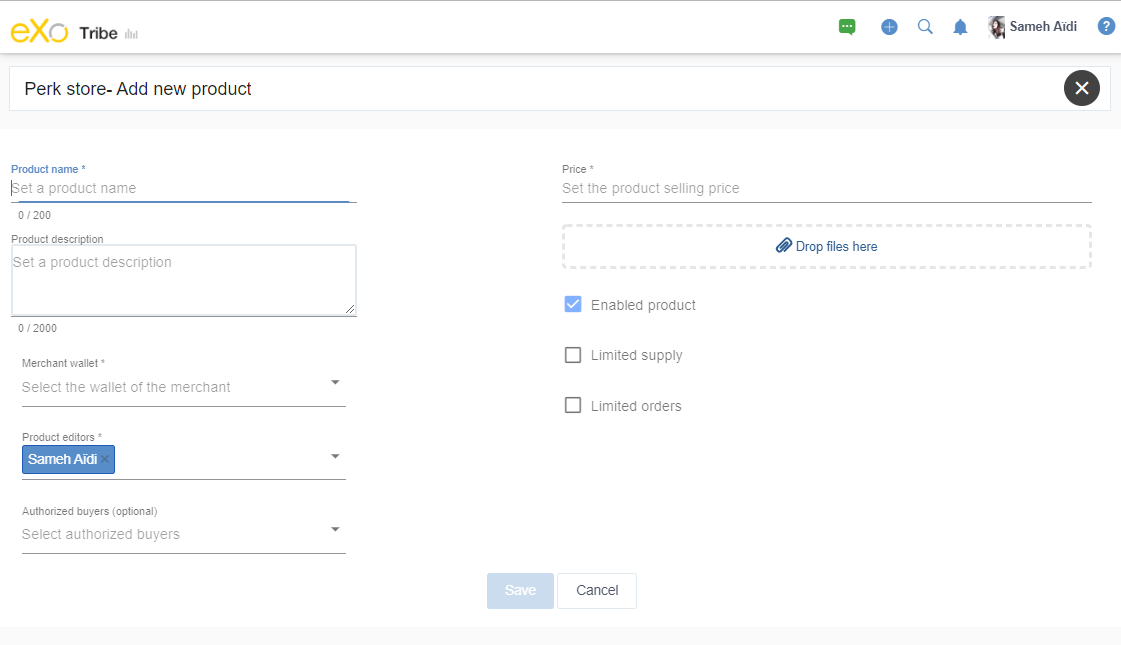 eXo Tribe
Sameh Aïdi
?
Perk store- Add new product
Product name *
Set a product name
0 / 200
Product description
Set a product description
0 / 2000
Merchant wallet *
Select the wallet of the merchant
Product editors *
Sameh Aïdi ×
Authorized buyers (optional)
Select authorized buyers
Price *
Set the product selling price
Drop files here
Enabled product
Limited supply
Limited orders
Save
Cancel